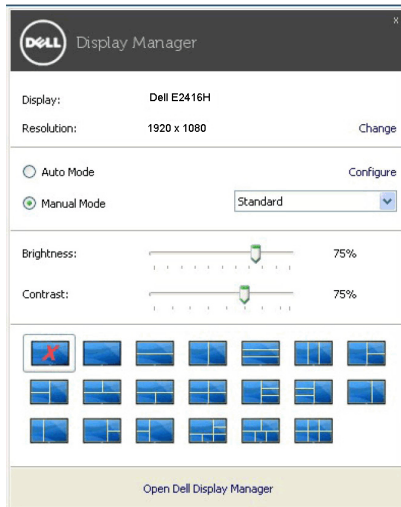 x
DELL Display Manager
Display: Dell E2416H
Resolution: 1920 x 1080 Change
Auto Mode Configure
Manual Mode Standard
Brightness: 75%
Contrast: 75%
Open Dell Display Manager